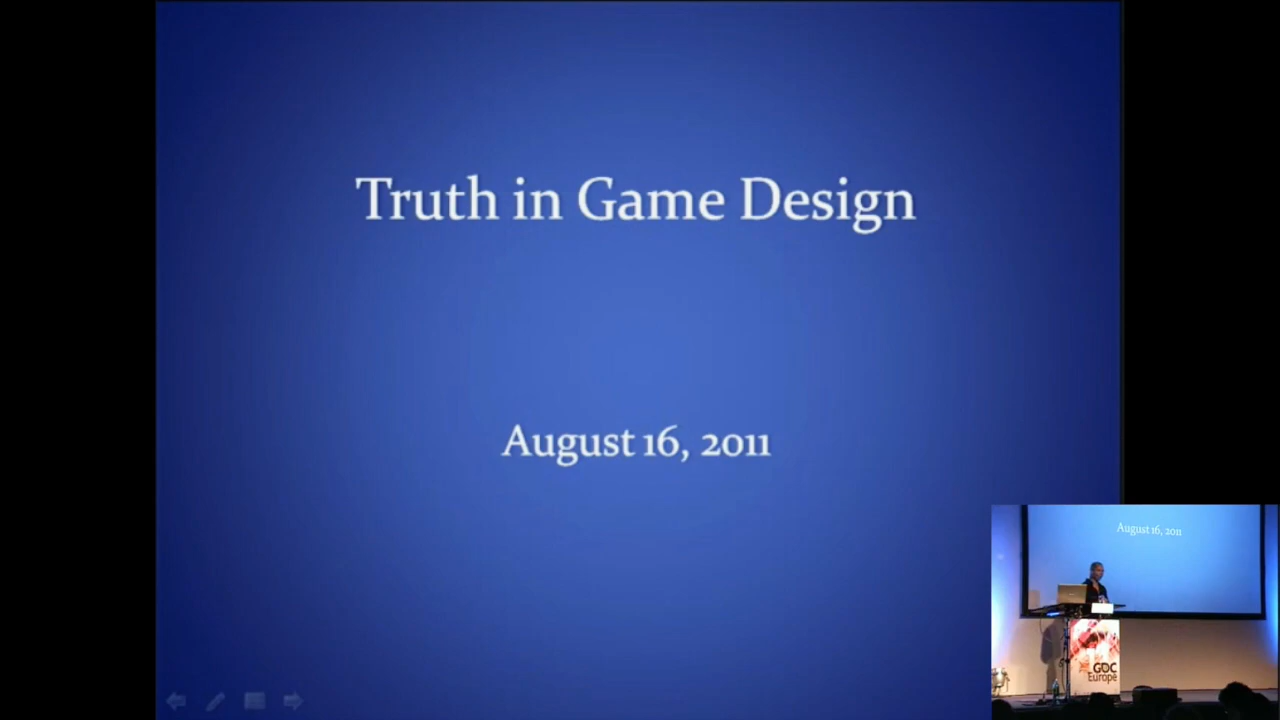 Truth in Game Design
August 16, 2011
August 16, 2011
GDC
Europe